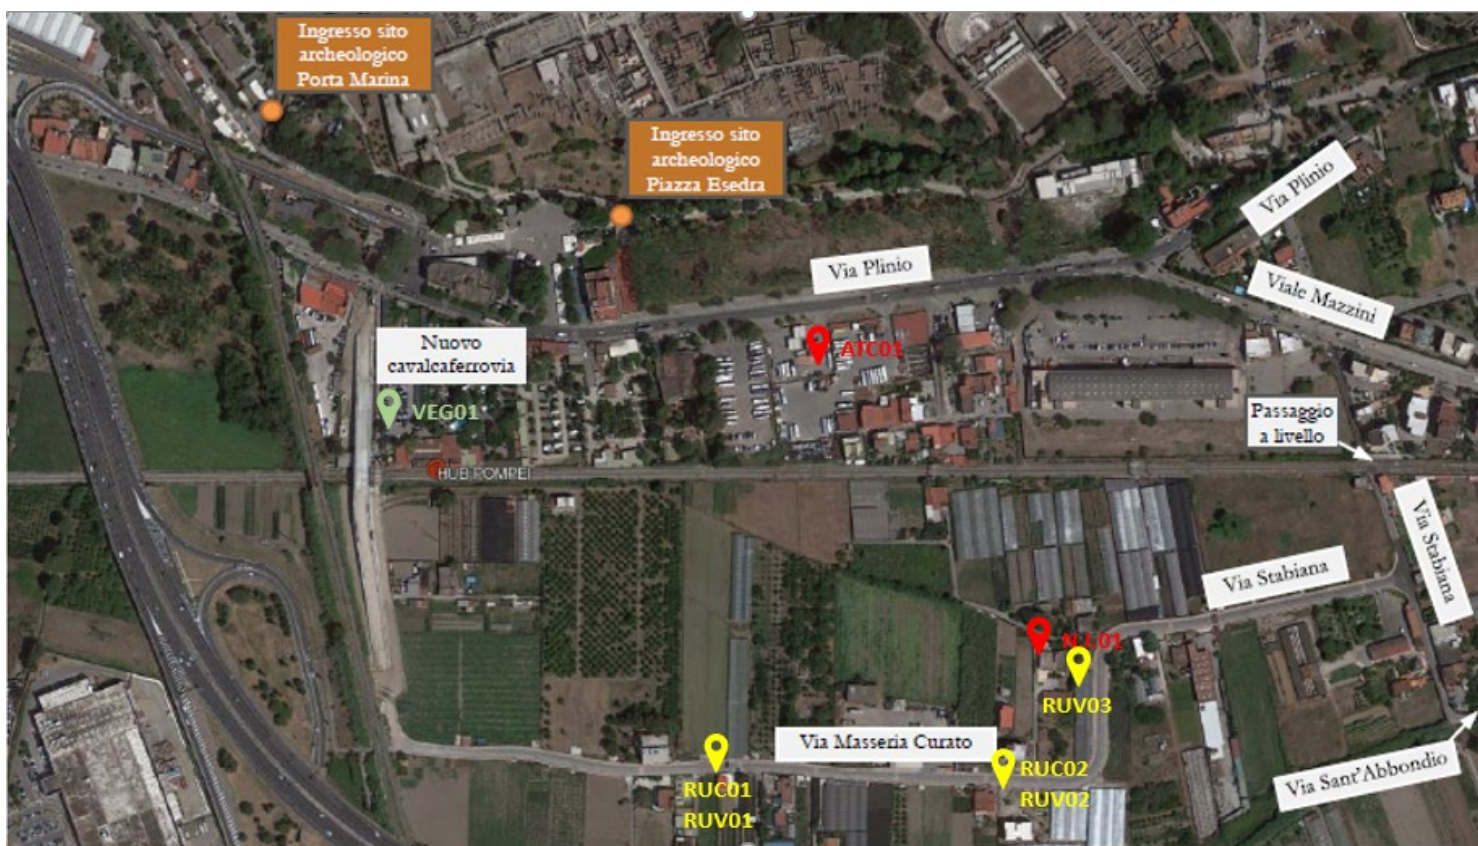 Ingresso sito
archeologico
Porta Marina
Ingresso sito
archeologico
Piazza Esedra
Via Plinio
Via Plinio
Viale Mazzini
Nuovo
cavalcaferrovia
ATC01
VEG01
Passaggio
a livello
HUB POMPEI
Via Stabiana
Via Stabiana
RUV03
Via Masseria Curato
RUC02
RUV02
RUC01
RUV01
Via Sant'Abbondio